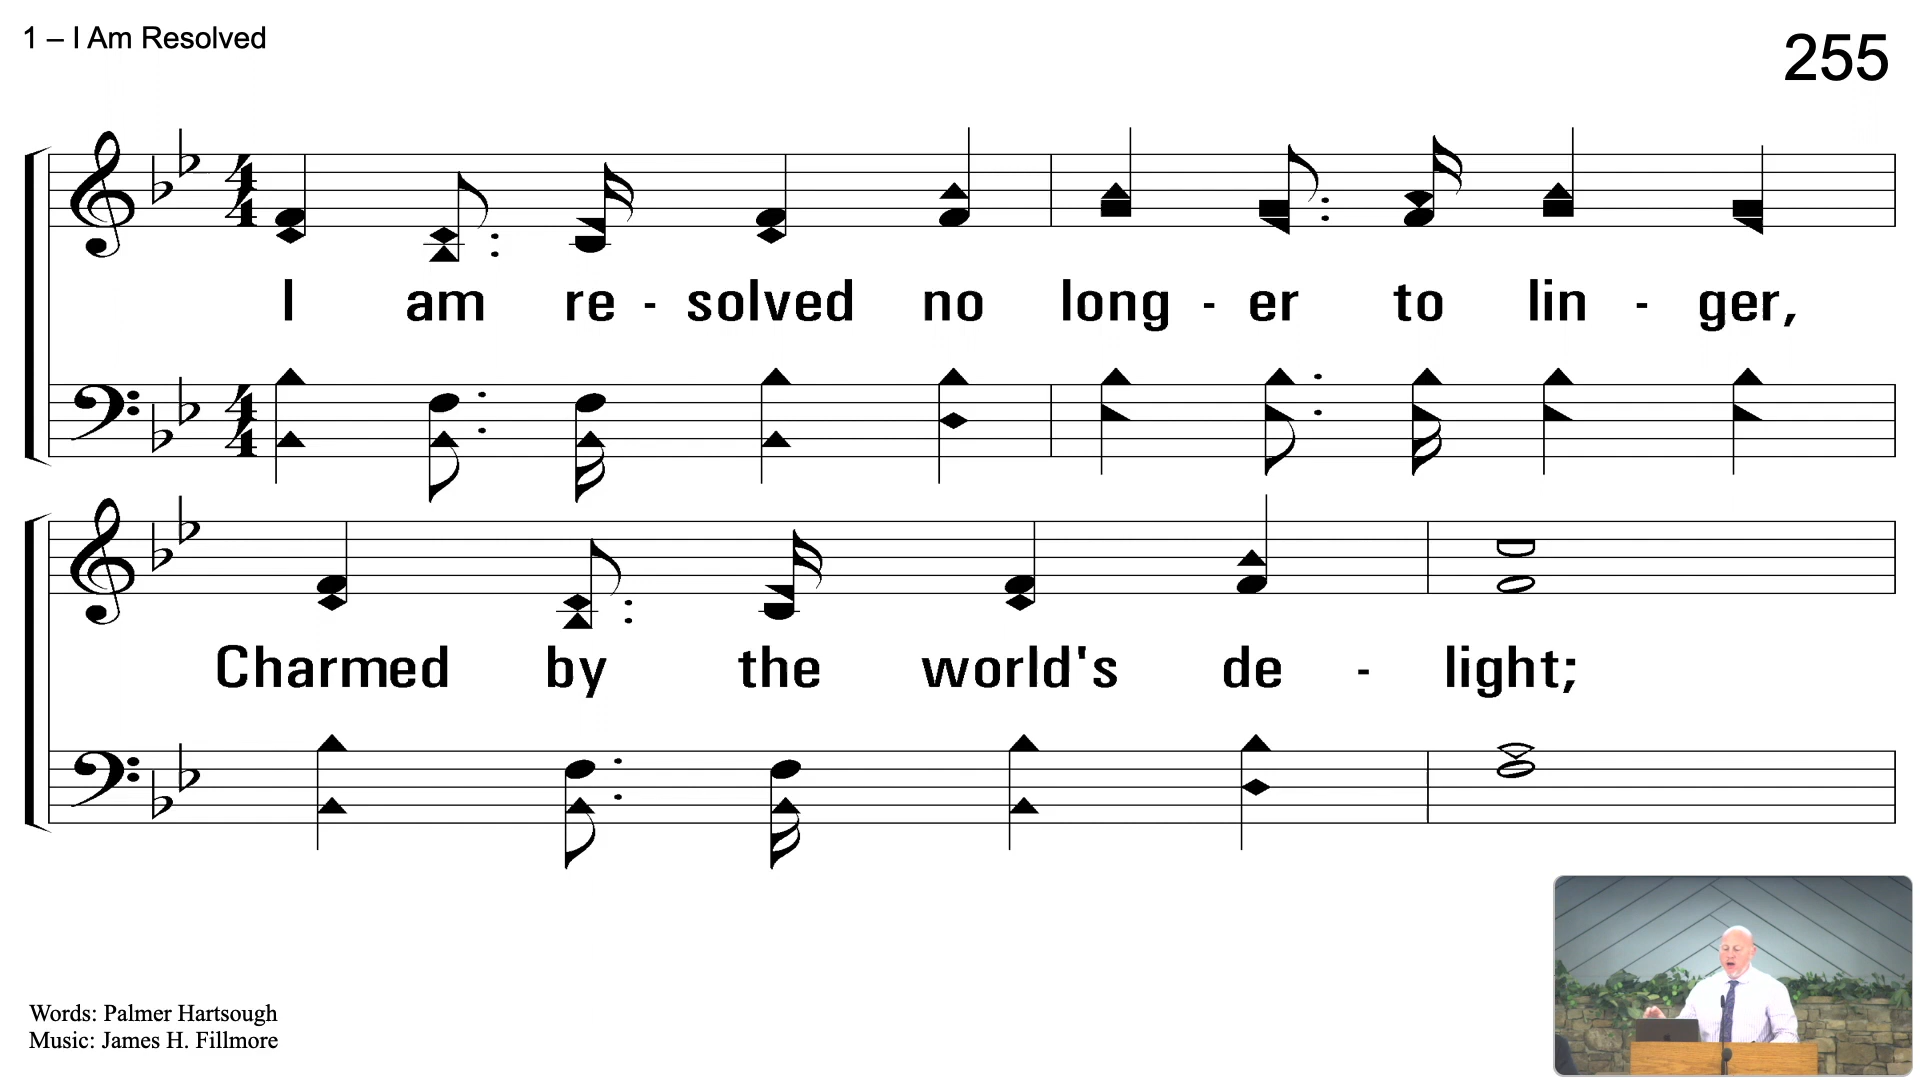 1 – I Am Resolved
255
I am re - solved no long - er to lin - ger,
Charmed by the world's de - light;
Words: Palmer Hartsough
Music: James H. Fillmore